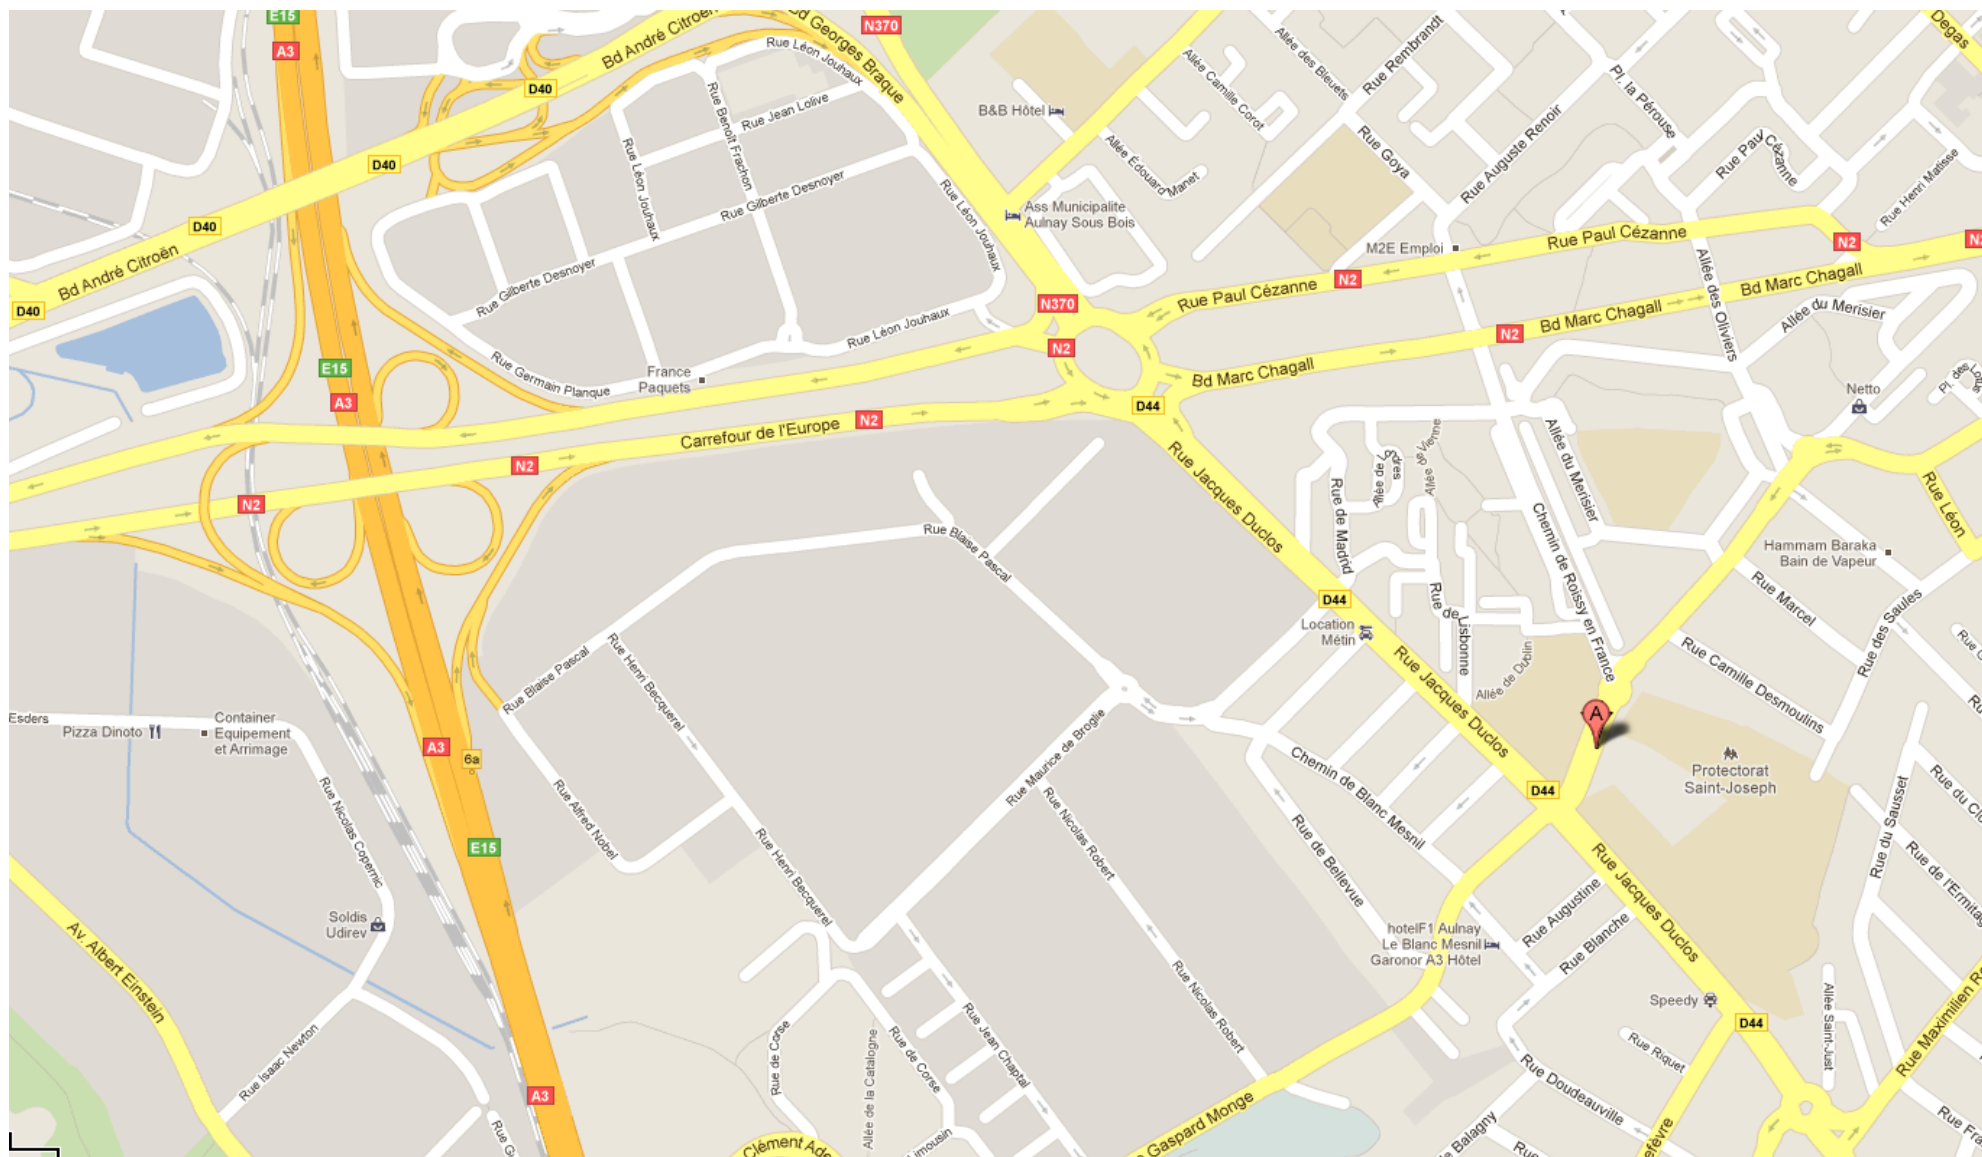 E15
A3
Bd André Citroën
Bd Georges Braque
N370
Degas
D40
Rue Léon Jouhaux
Rue Jean Lolive
Rue Benoît Frachon
B&B Hôtel
Allée Camille Corot
Allée des Bleuets
Rue Rembrandt
Pl. la Pérouse
Rue Paul Cézanne
Rue Henri Matisse
D40
Rue Léon Jouhaux
Rue Gilberte Desnoyer
Rue Léon Jouhaux
Allée Édouard Manet
Rue Goya
Rue Auguste Renoir
Ass Municipalite
Aulnay Sous Bois
D40
Bd André Citroën
D40
Rue Gilberte Desnoyer
M2E Emploi
Rue Paul Cézanne
N2
Allée des Oliviers
Bd Marc Chagall
N370
Rue Paul Cézanne
N2
Bd Marc Chagall
Allée du Merisier
Rue Léon Jouhaux
N2
N2
E15
A3
Rue Germain Planque
France
Paquets
Bd Marc Chagall
Netto
Pl. des
D44
N2
Carrefour de l'Europe
N2
N2
Rue Jacques Duclos
Rue de Madrid
Allée de Vienne
Allée du Merisier
Chemin de Roissy en France
Rue Léon
Rue Blaise Pascal
Hammam Baraka
Bain de Vapeur
Rue Marcel
Rue des Saules
D44
Location
Métin
Rue de Lisbonne
Allée de Dublin
Rue Camille Desmoulins
Rue Blaise Pascal
Rue Henri Becquerel
Rue Jacques Duclos
A
Esders
Pizza Dinoto
Container
Equipement
et Arrimage
A3
6a
Rue Maurice de Broglie
Chemin de Blanc Mesnil
D44
Protectorat
Saint-Joseph
Rue du Sausset
Rue Nicolas Copernic
Rue Alfred Nobel
E15
Rue Henri Becquerel
Rue Nicolas Robert
Rue de Bellevue
Rue Jacques Duclos
Rue Augustine
Rue Blanche
Soldis
Udirev
hotelF1 Aulnay
Le Blanc Mesnil
Garonor A3 Hôtel
Av. Albert Einstein
Rue Nicolas Robert
Speedy
D44
Allée Saint-Just
Rue Isaac Newton
Rue de Corse
Allée de la Catalogne
Rue de Corse
Rue Jean Chaptal
Rue Riquet
Rue Doudeauville
A3
Gaspard Monge
Clément Ade
Limousin
Balagny